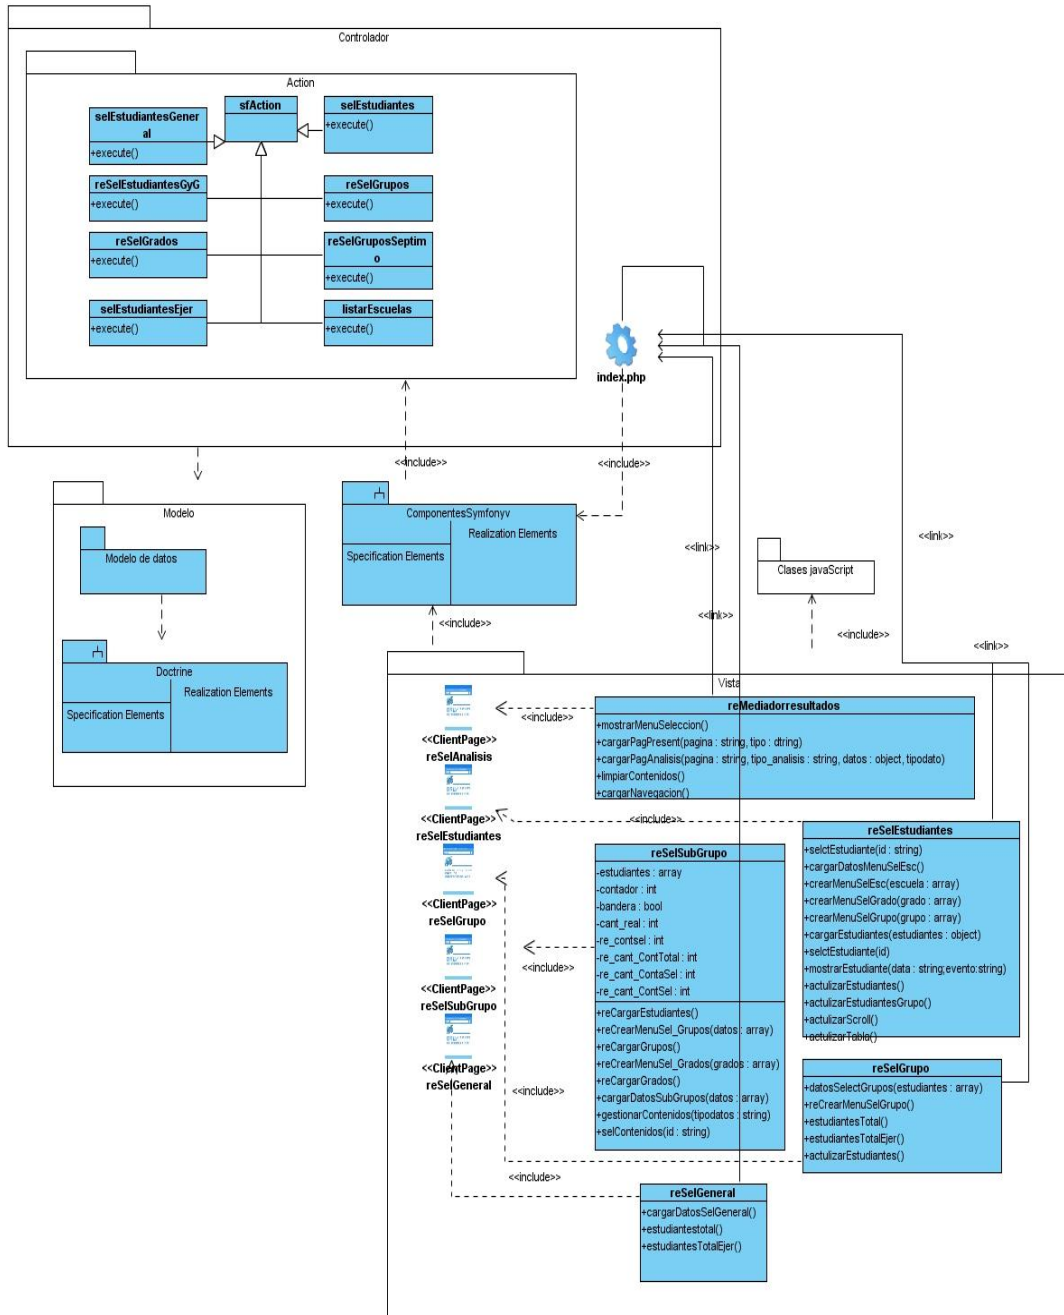 Controlador
Action
selEstudiantesGener
al
+execute()
sfAction
selEstudiantes
+execute()
reSelEstudiantesGyG
+execute()
reSelGrupos
+execute()
reSelGrados
+execute()
reSelGruposSeptim
o
+execute()
selEstudiantesEjer
+execute()
listarEscuelas
+execute()
index.php
<<include>>
<<include>>
Modelo
Modelo de datos
Doctrine
Specification Elements
Realization Elements
ComponentesSymfonyv
Specification Elements
Realization Elements
<<include>>
<<link>>
<<link>>
<<link>>
<<link>>
Clases javaScript
<<include>>
Vista
<<ClientPage>>
reSelAnalisis
<<include>>
reMediadorresultados
+mostrarMenuSeleccion()
+cargarPagPresent(pagina : string, tipo : dtring)
+cargarPagAnalisis(pagina : string, tipo_analisis : string, datos : object, tipodato)
+limpiarContenidos()
+cargarNavegacion()
<<ClientPage>>
reSelEstudiantes
<<include>>
reSelEstudiantes
+selctEstudiante(id : string)
+cargarDatosMenuSelEsc()
+crearMenuSelEsc(escuela : array)
+crearMenuSelGrado(grado : array)
+crearMenuSelGrupo(grupo : array)
+cargarEstudiantes(estudiantes : object)
+selctEstudiante(id)
+mostrarEstudiante(data : string;evento:string)
+actulizarEstudiantes()
+actulizarEstudiantesGrupo()
+actulizarScroll()
+actulizarTabla()
<<ClientPage>>
reSelGrupo
reSelSubGrupo
-estudiantes : array
-contador : int
-bandera : bool
-cant_real : int
-re_contsel : int
-re_cant_ContTotal : int
-re_cant_ContaSel : int
-re_cant_ContSel : int
+reCargarEstudiantes()
+reCrearMenuSel_Grupos(datos : array)
+reCargarGrupos()
+reCrearMenuSel_Grados(grados : array)
+reCargarGrados()
+cargarDatosSubGrupos(datos : array)
+gestionarContenidos(tipodatos : string)
+selContenidos(id : string)
<<include>>
<<ClientPage>>
reSelSubGrupo
<<ClientPage>>
reSelGeneral
<<include>>
reSelGrupo
+datosSelectGrupos(estudiantes : array)
+reCrearMenuSelGrupo()
+estudiantesTotal()
+estudiantesTotalEjer()
+actulizarEstudiantes()
<<include>>
reSelGeneral
+cargarDatosSelGeneral()
+estudiantestotal()
+estudiantesTotalEjer()